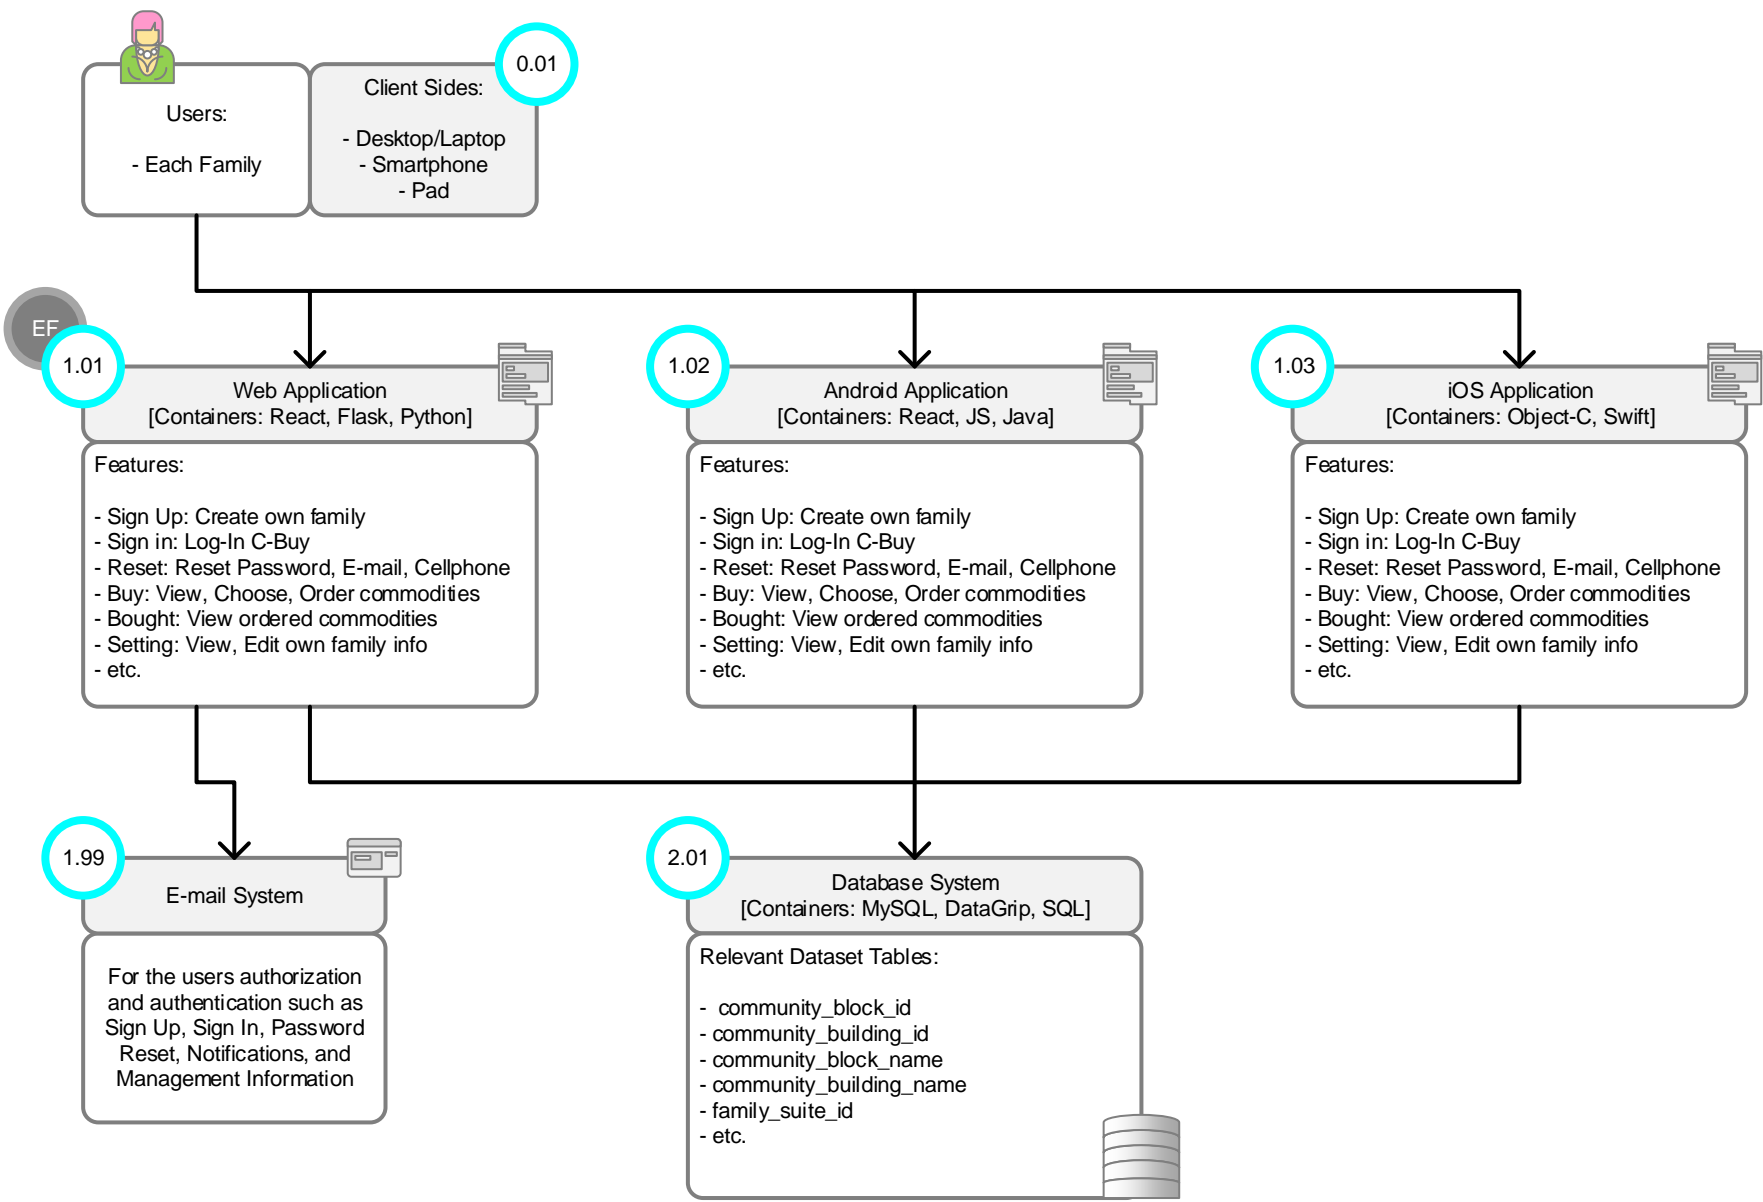 Users:
- Each Family
Client Sides:
- Desktop/Laptop
- Smartphone
- Pad
0.01
EF
1.01
Web Application
[Containers: React, Flask, Python]
Features:
- Sign Up: Create own family
- Sign in: Log-In C-Buy
- Reset: Reset Password, E-mail, Cellphone
- Buy: View, Choose, Order commodities
- Bought: View ordered commodities
- Setting: View, Edit own family info
- etc.
1.02
Android Application
[Containers: React, JS, Java]
Features:
- Sign Up: Create own family
- Sign in: Log-In C-Buy
- Reset: Reset Password, E-mail, Cellphone
- Buy: View, Choose, Order commodities
- Bought: View ordered commodities
- Setting: View, Edit own family info
- etc.
1.03
iOS Application
[Containers: Object-C, Swift]
Features:
- Sign Up: Create own family
- Sign in: Log-In C-Buy
- Reset: Reset Password, E-mail, Cellphone
- Buy: View, Choose, Order commodities
- Bought: View ordered commodities
- Setting: View, Edit own family info
- etc.
1.99
E-mail System
For the users authorization
and authentication such as
Sign Up, Sign In, Password
Reset, Notifications, and
Management Information
2.01
Database System
[Containers: MySQL, DataGrip, SQL]
Relevant Dataset Tables:
- community_block_id
- community_building_id
- community_block_name
- community_building_name
- family_suite_id
- etc.